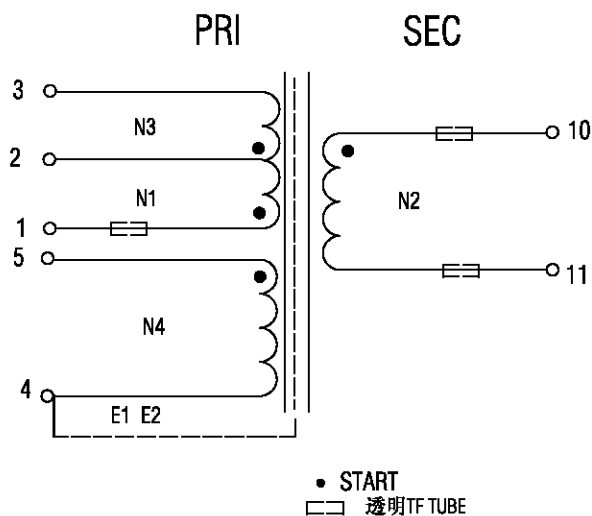 PRI SEC
3
N3
10
2
N1
N2
1
5
11
N4
4
E1 E2
START
透明TF TUBE